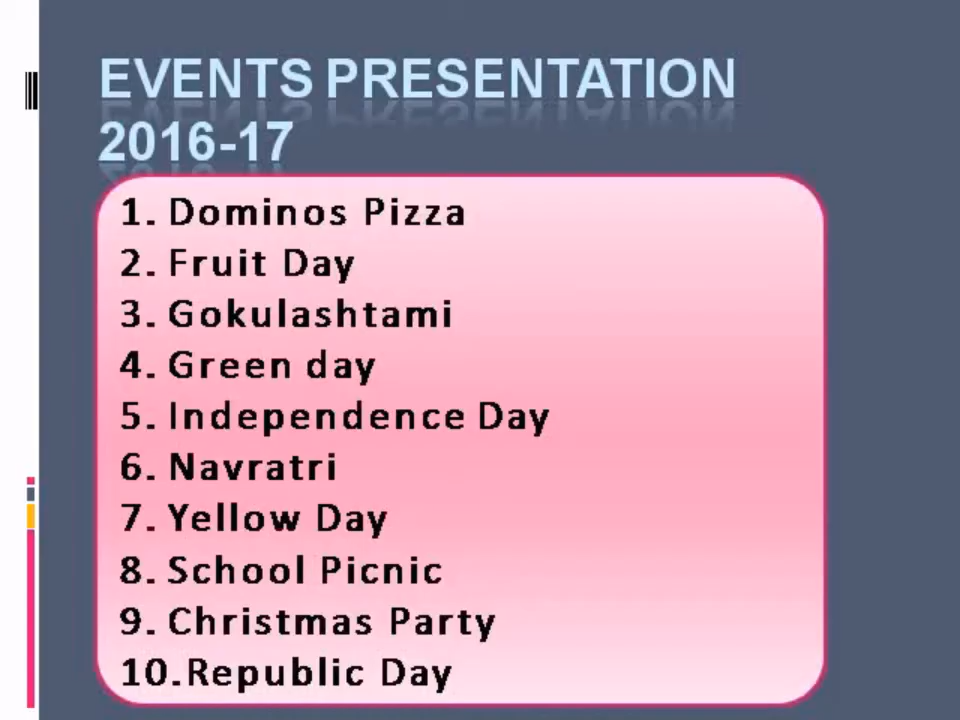 EVENTS PRESENTATION
2016-17
1. Dominos Pizza
2. Fruit Day
3. Gokulashtami
4. Green day
5. Independence Day
6. Navratri
7. Yellow Day
8. School Picnic
9. Christmas Party
10.Republic Day